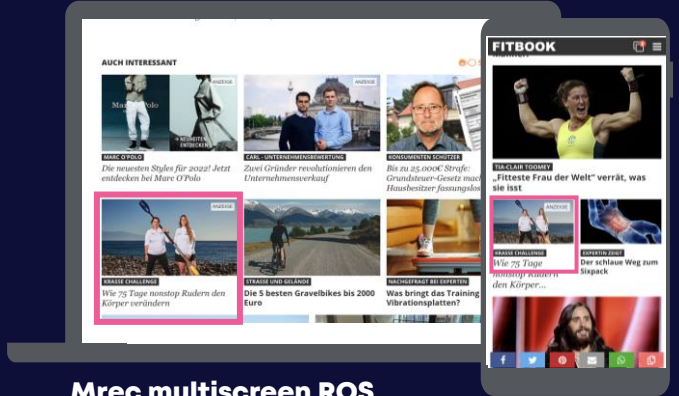 AUCH INTERESSANT
ANZEIGE
ANZEIGE
Marc O'Polo
→ NEUHEITEN
ENTDECKEN
MARC O'POLO
CARL - UNTERNEHMENSBEWERTUNG
KONSUMENTEN SCHÜTZER
Die neuesten Styles für 2022! Jetzt
entdecken bei Marc O'Polo
Zwei Gründer revolutionieren den
Unternehmensverkauf
Bis zu 25.000€ Strafe:
Grundsteuer-Gesetz mach
Hausbesitzer fassungslos
ANZEIGE
KRASSE CHALLENGE
STRASSE UND GELÄNDE
NACHGEFRAGT BEI EXPERTEN
Wie 75 Tage nonstop Rudern den
Körper verändern
Die 5 besten Gravelbikes bis 2000
Euro
Was bringt das Training
Vibrationsplatten?
FITBOOK
TIA-CLAIR TOOMEY
„Fitteste Frau der Welt“ verrät, was
sie isst
ANZEIGE
KRASSE CHALLENGE
EXPERTIN ZEIGT
Wie 75 Tage
nonstop Rudern
den Körper...
Der schlaue Weg zum
Sixpack
Mrec multiscreen ROS